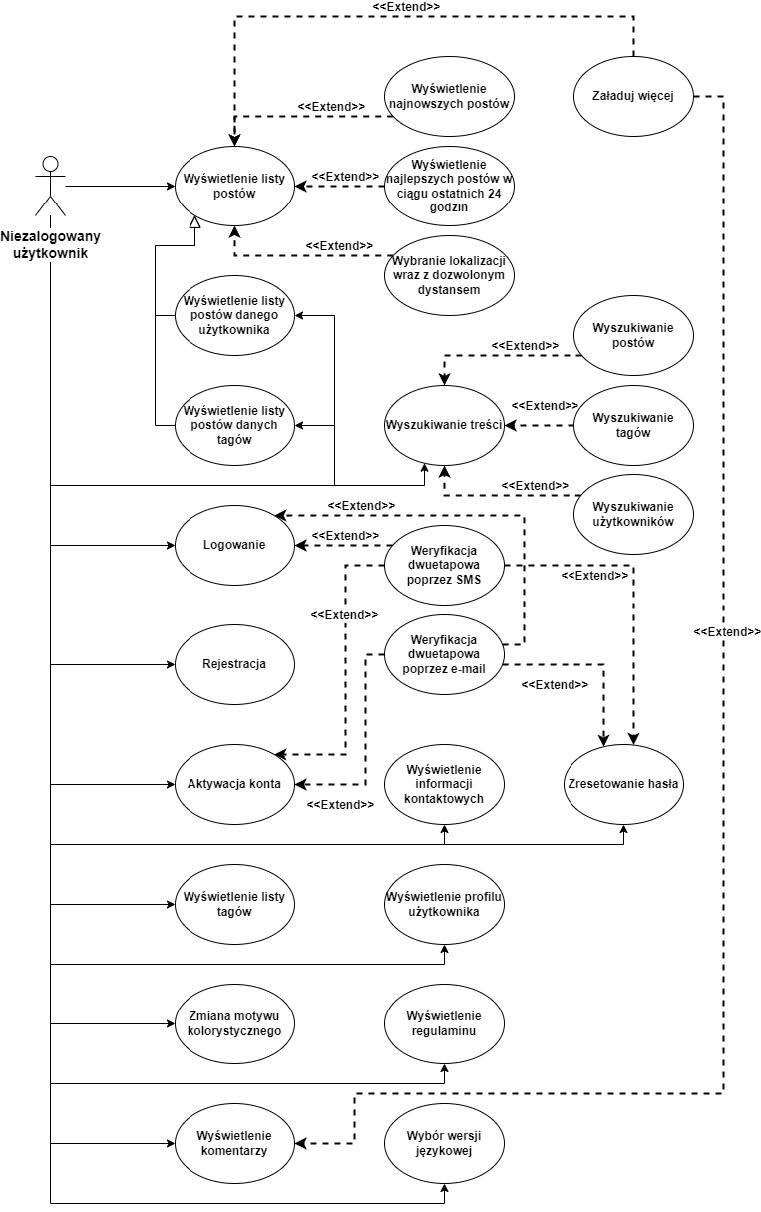 <<Extend>>
Wyświetlenie
najnowszych postów
Załaduj więcej
<<Extend>>
Wyświetlenie listy
postów
<<Extend>>
Wyświetlenie
najlepszych postów w
ciągu ostatnich 24
godzin
Niezalogowany
użytkownik
<<Extend>>
Wybranie lokalizacji
wraz z dozwolonym
dystansem
Wyświetlenie listy
postów danego
użytkownika
Wyszukiwanie
postów
<<Extend>>
Wyświetlenie listy
postów danych
tagów
Wyszukiwanie treści
<<Extend>>
Wyszukiwanie
tagów
<<Extend>>
Wyszukiwanie
użytkowników
<<Extend>>
Logowanie
<<Extend>>
Weryfikacja
dwuetapowa
poprzez SMS
<<Extend>>
<<Extend>>
<<Extend>>
Rejestracja
Weryfikacja
dwuetapowa
poprzez e-mail
<<Extend>>
Aktywacja konta
<<Extend>>
Wyświetlenie
informacji
kontaktowych
Zresetowanie hasła
Wyświetlenie listy
tagów
Wyświetlenie profilu
użytkownika
Zmiana motywu
kolorystycznego
Wyświetlenie
regulaminu
Wyświetlenie
komentarzy
Wybór wersji
językowej